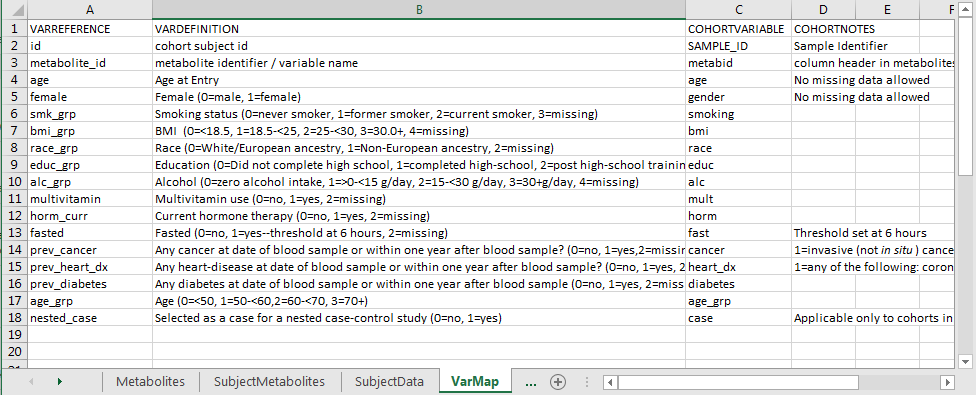 A B C D E F
1 VARREFERENCE VARDEFINITION COHORTVARIABLE COHORTNOTES
2 id cohort subject id SAMPLE_ID Sample Identifier
3 metabolite_id metabolite identifier / variable name metabid column header in metabolites
4 age Age at Entry age No missing data allowed
5 female Female (0=male, 1=female) gender No missing data allowed
6 smk_grp Smoking status (0=never smoker, 1=former smoker, 2=current smoker, 3=missing) smoking
7 bmi_grp BMI (0=<18.5, 1=18.5-<25, 2=25-<30, 3=30.0+, 4=missing) bmi
8 race_grp Race (0=White/European ancestry, 1=Non-European ancestry, 2=missing) race
9 educ_grp Education (0=Did not complete high school, 1=completed high-school, 2=post high-school trainin educ
10 alc_grp Alcohol (0=zero alcohol intake, 1=>0-<15 g/day, 2=15-<30 g/day, 3=30+g/day, 4=missing) alc
11 multivitamin Multivitamin use (0=no, 1=yes, 2=missing) mult
12 horm_curr Current hormone therapy (0=no, 1=yes, 2=missing) horm
13 fasted Fasted (0=no, 1=yes--threshold at 6 hours, 2=missing) fast Threshold set at 6 hours
14 prev_cancer Any cancer at date of blood sample or within one year after blood sample? (0=no, 1=yes,2=missir cancer 1=invasive (not in situ ) cance
15 prev_heart_dx Any heart-disease at date of blood sample or within one year after blood sample? (0=no, 1=yes, 2 heart_dx 1=any of the following: coron
16 prev_diabetes Any diabetes at date of blood sample or within one year after blood sample (0=no, 1=yes, 2=miss diabetes
17 age_grp Age (0=<50, 1=50-<60,2=60-<70, 3=70+) age_grp
18 nested_case Selected as a case for a nested case-control study (0=no, 1=yes) case Applicable only to cohorts in
19
20
21
Metabolites SubjectMetabolites SubjectData VarMap ...